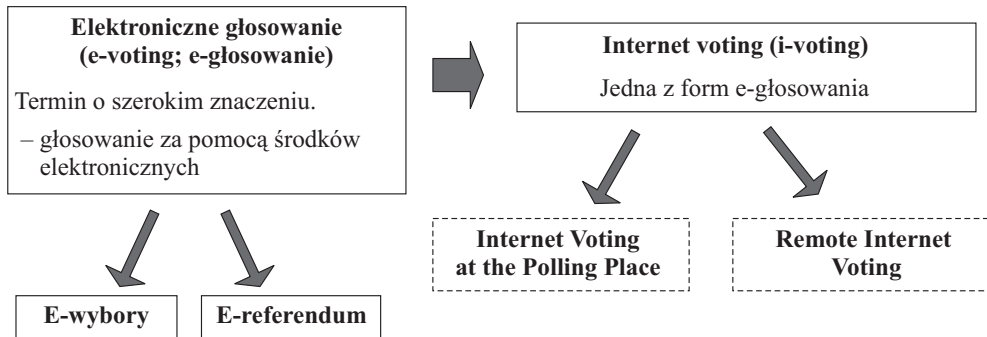 Elektroniczne głosowanie
(e-voting; e-głosowanie)
Termin o szerokim znaczeniu.
– głosowanie za pomocą środków
elektronicznych
Internet voting (i-voting)
Jedna z form e-głosowania
Internet Voting
at the Polling Place
Remote Internet
Voting
E-wybory
E-referendum